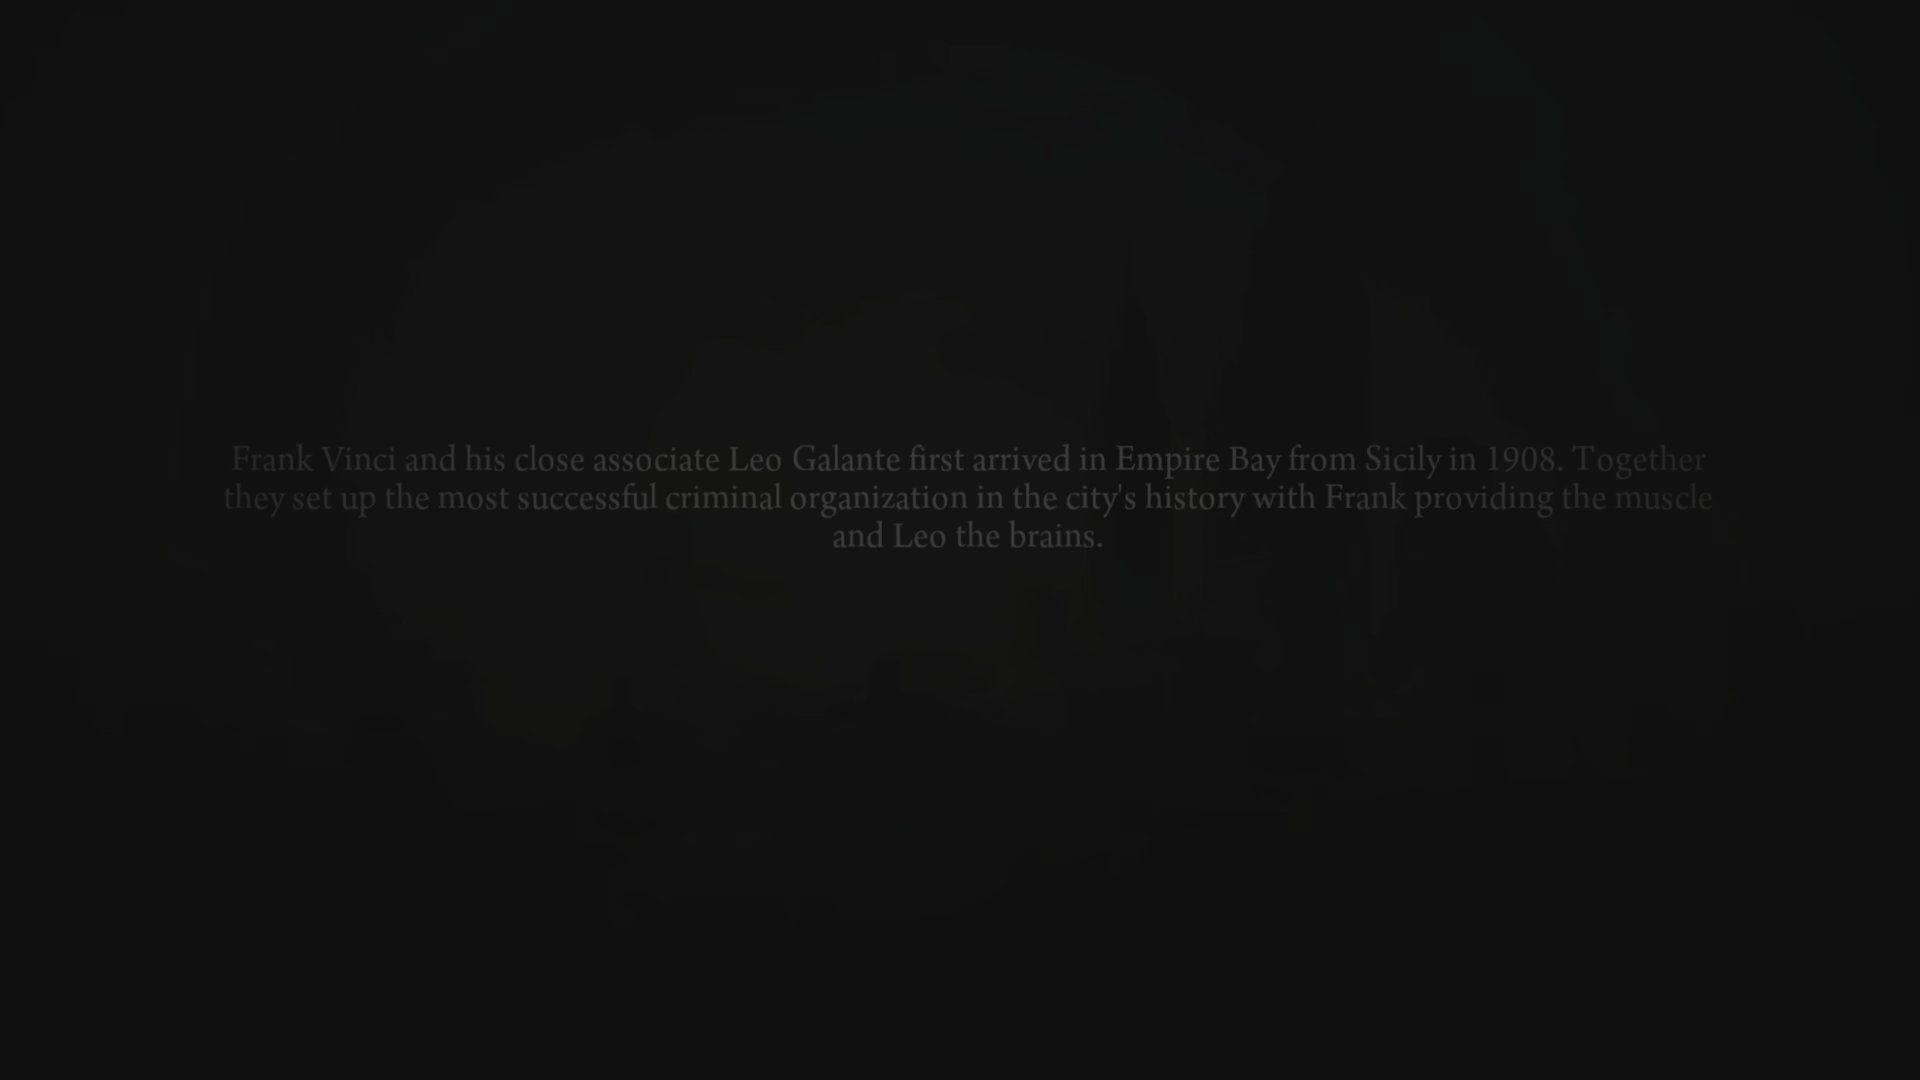 Frank Vinci and his close associate Leo Galante first arrived in Empire Bay from Sicily in 1908. Together
they set up the most successful criminal organization in the city's history with Frank providing the muscle
and Leo the brains.